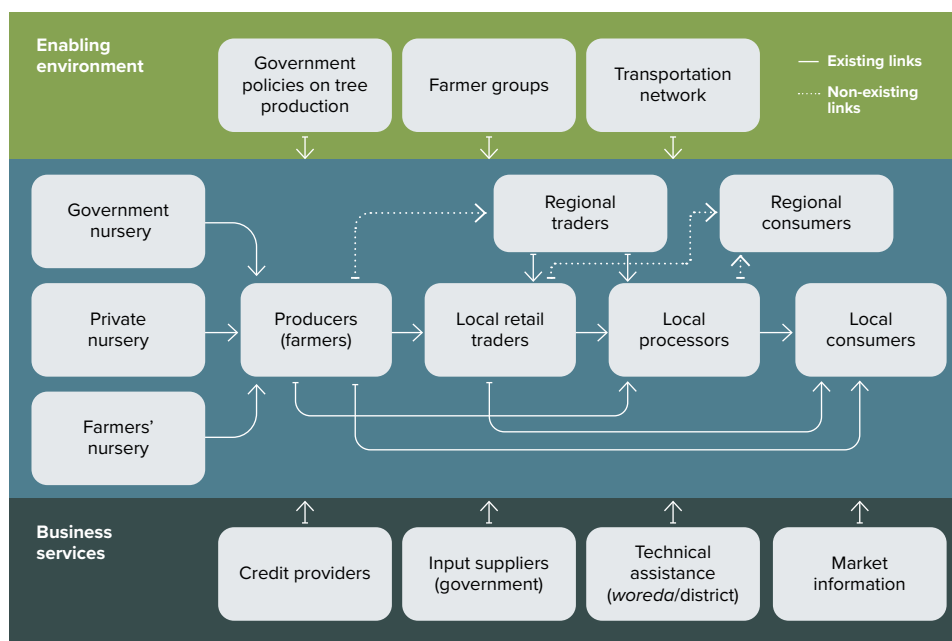 Enabling
environment
Government
policies on tree
production
Farmer groups
Transportation
network
Existing links
Non-existing
links
Government
nursery
Regional
traders
Regional
consumers
Private
nursery
Producers
(farmers)
Local retail
traders
Local
processors
Local
consumers
Farmers’
nursery
Business
services
Credit providers
Input suppliers
(government)
Technical
assistance
(woreda/district)
Market
information